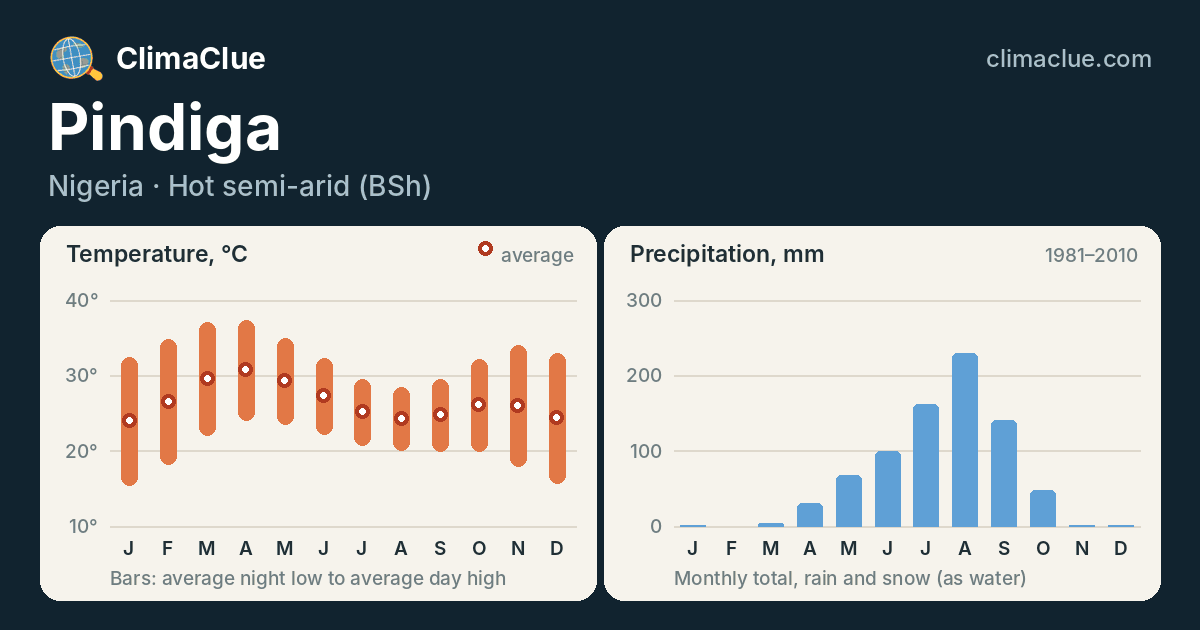 ClimaClue
climaclue.com
Pindiga
Nigeria · Hot semi-arid (BSh)
Temperature, °C
average
40°
30°
20°
10°
J F M A M J J A S O N D
Bars: average night low to average day high
Precipitation, mm
1981–2010
300
200
100
0
J F M A M J J A S O N D
Monthly total, rain and snow (as water)